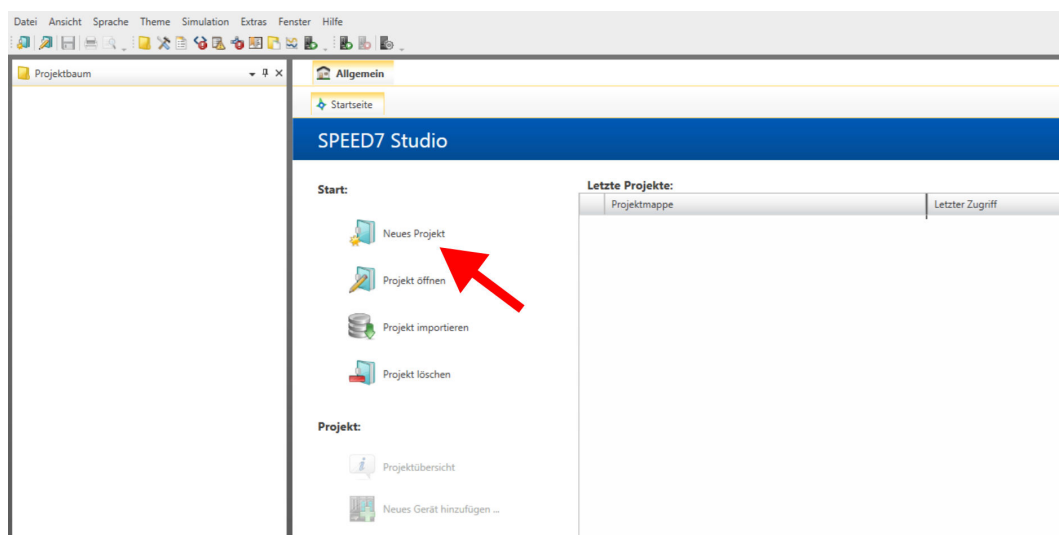 Datei Ansicht Sprache Theme Simulation Extras Fenster Hilfe
Projektbaum
Allgemein
Startseite
SPEED7 Studio
Start:
Neues Projekt
Projekt öffnen
Projekt importieren
Projekt löschen
Projekt:
Projektübersicht
Neues Gerät hinzufügen ...
Letzte Projekte:
Projektmappe Letzter Zugriff